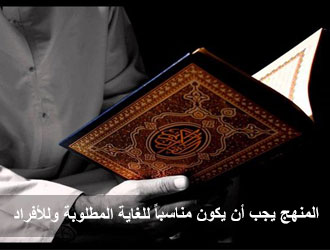 المنهج يجب أن يكون مناسباً للغاية المطلوبة وللأفراد